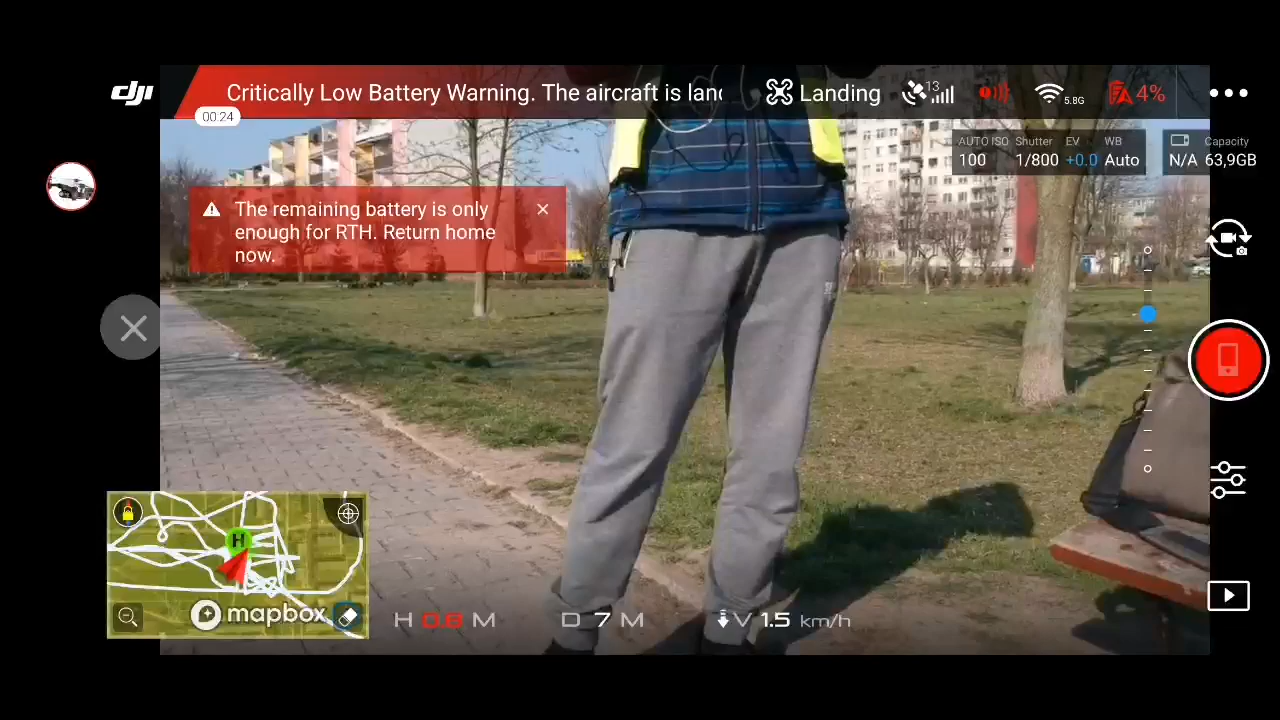 dji
Critically Low Battery Warning. The aircraft is land
Landing
13
5.8G
4%
00:24
AUTO ISO
100
Shutter
1/800
EV
+0.0
WB
Auto
N/A
Capacity
63,9GB
The remaining battery is only
enough for RTH. Return home
now.
H
mapbox
H 0.8 M
D 7 M
V 1.5 km/h